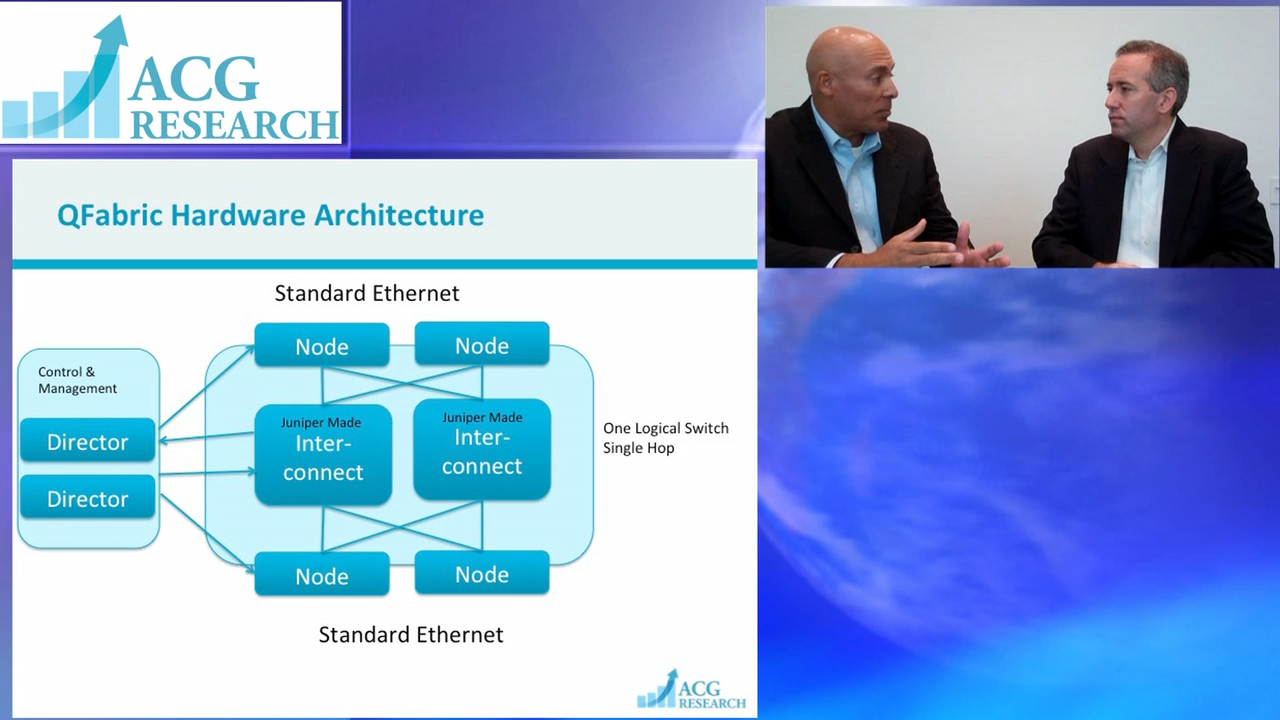 ACG
RESEARCH
QFabric Hardware Architecture
Standard Ethernet
Node
Node
Control &
Management
Director
Director
Juniper Made
Inter-
connect
Juniper Made
Inter-
connect
One Logical Switch
Single Hop
Node
Node
Standard Ethernet
ACG
RESEARCH